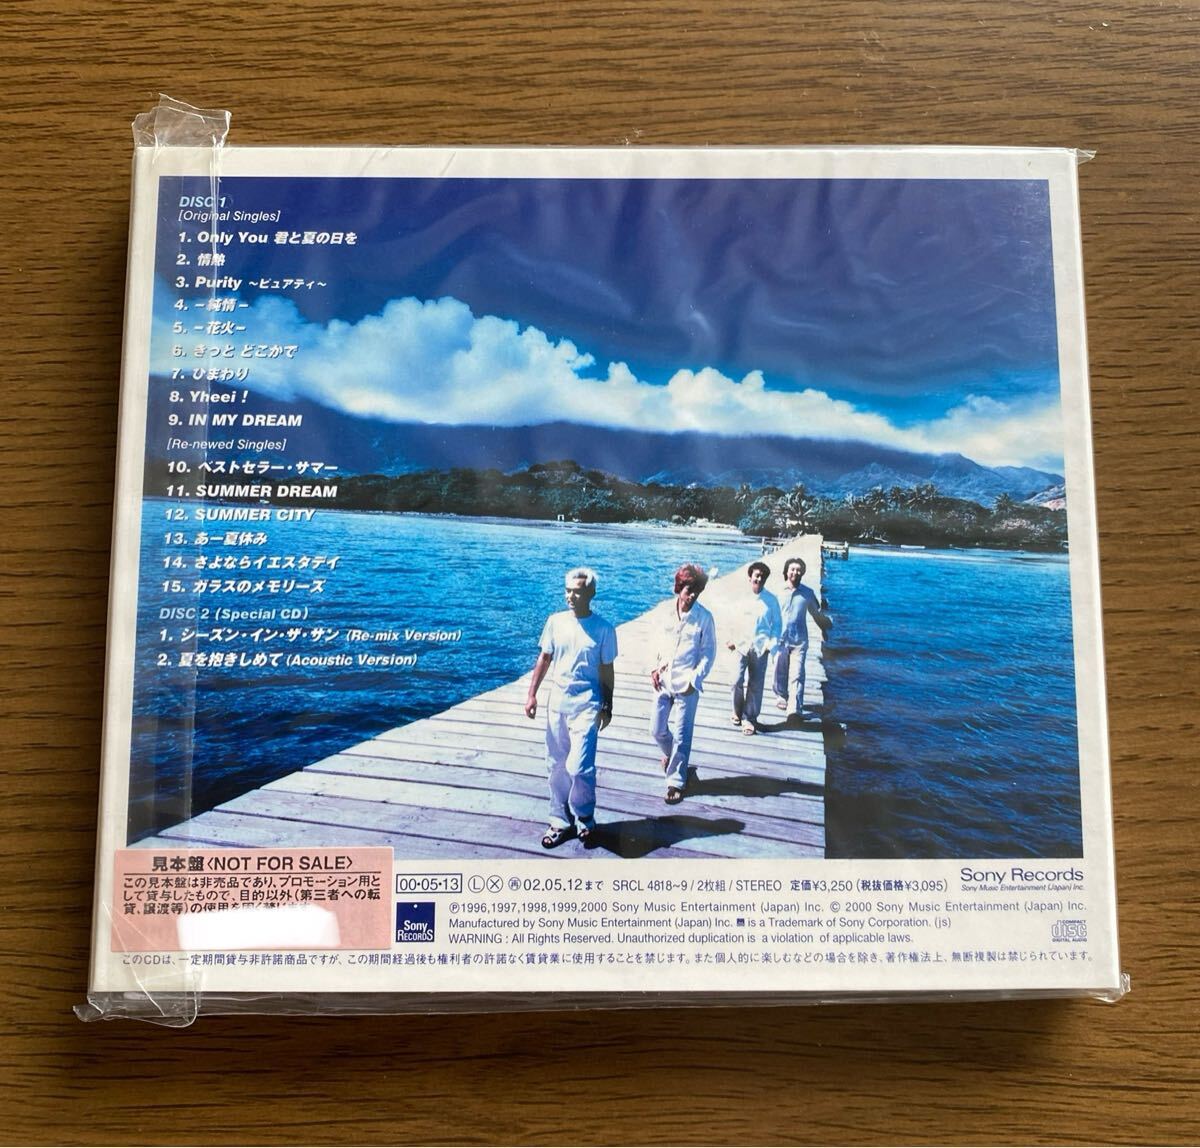 DISC 1
[Original Singles]
1. Only You 君と夏の日を
2. 情熱
3. Purity ～ピュアティ～
4. －純情－
5. －花火－
6. きっと どこかで
7. ひまわり
8. Yheei！
9. IN MY DREAM
[Re-newed Singles]
10. ベストセラー・サマー
11. SUMMER DREAM
12. SUMMER CITY
13. あー夏休み
14. さよならイエスタデイ
15. ガラスのメモリーズ
DISC 2 (Special CD)
1. シーズン・イン・ザ・サン (Re-mix Version)
2. 夏を抱きしめて (Acoustic Version)
見本盤〈NOT FOR SALE〉
この見本盤は非売品であり、プロモーション用と
して貸与したもので、目的以外(第三者への転
貸、譲渡等)の使用を固く禁じます
Sony Records
Sony Music Entertainment (Japan) Inc.
00・05・13 Ⓛ Ⓧ 再 02.05.12まで SRCL 4818~9 / 2枚組 / STEREO 定価¥3,250 (税抜価格¥3,095)
Sony
RECORDS
Ⓟ1996,1997,1998,1999,2000 Sony Music Entertainment (Japan) Inc. © 2000 Sony Music Entertainment (Japan) Inc.
Manufactured by Sony Music Entertainment (Japan) Inc. is a Trademark of Sony Corporation. (js)
WARNING : All Rights Reserved. Unauthorized duplication is a violation of applicable laws.
COMPACT
disc
DIGITAL AUDIO
このCDは、一定期間貸与非許諾商品ですが、この期間経過後も権利者の許諾なく賃貸業に使用することを禁じます。また個人的に楽しむなどの場合を除き、著作権法上、無断複製は禁じられています。